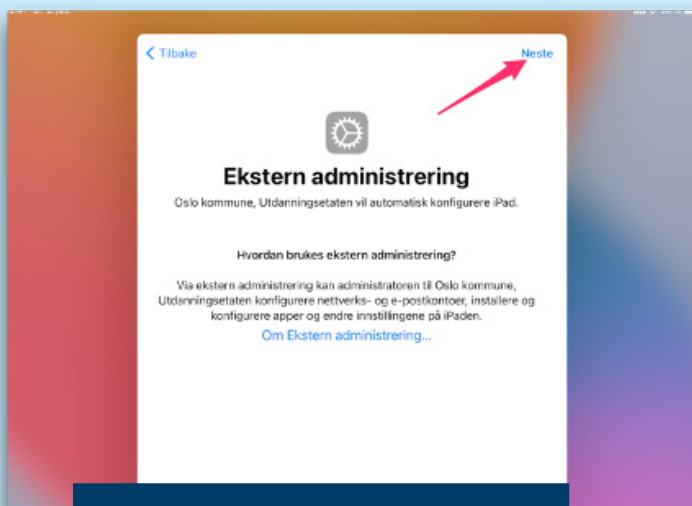 Tilbake
Neste
Ekstern administrering
Oslo kommune, Utdanningsetaten vil automatisk konfigurere iPad.
Hvordan brukes ekstern administrering?
Via ekstern administrering kan administratoren til Oslo kommune,
Utdanningsetaten konfigurere nettverks- og e-postkontoer, installere og
konfigurere apper og endre innstillingene på iPaden.
Om Ekstern administrering...